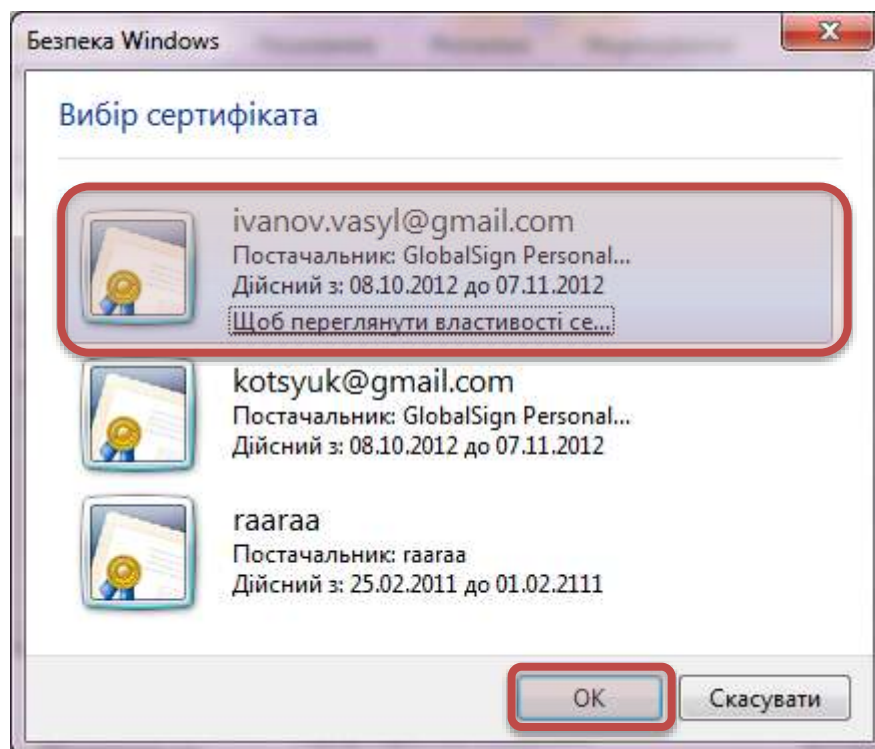 Безпека Windows
Вибір сертифіката
ivanov.vasyl@gmail.com
Постачальник: GlobalSign Personal...
Дійсний з: 08.10.2012 до 07.11.2012
Щоб переглянути властивості се...
kotsyuk@gmail.com
Постачальник: GlobalSign Personal...
Дійсний з: 08.10.2012 до 07.11.2012
raaraa
Постачальник: raaraa
Дійсний з: 25.02.2011 до 01.02.2111
ОК Скасувати